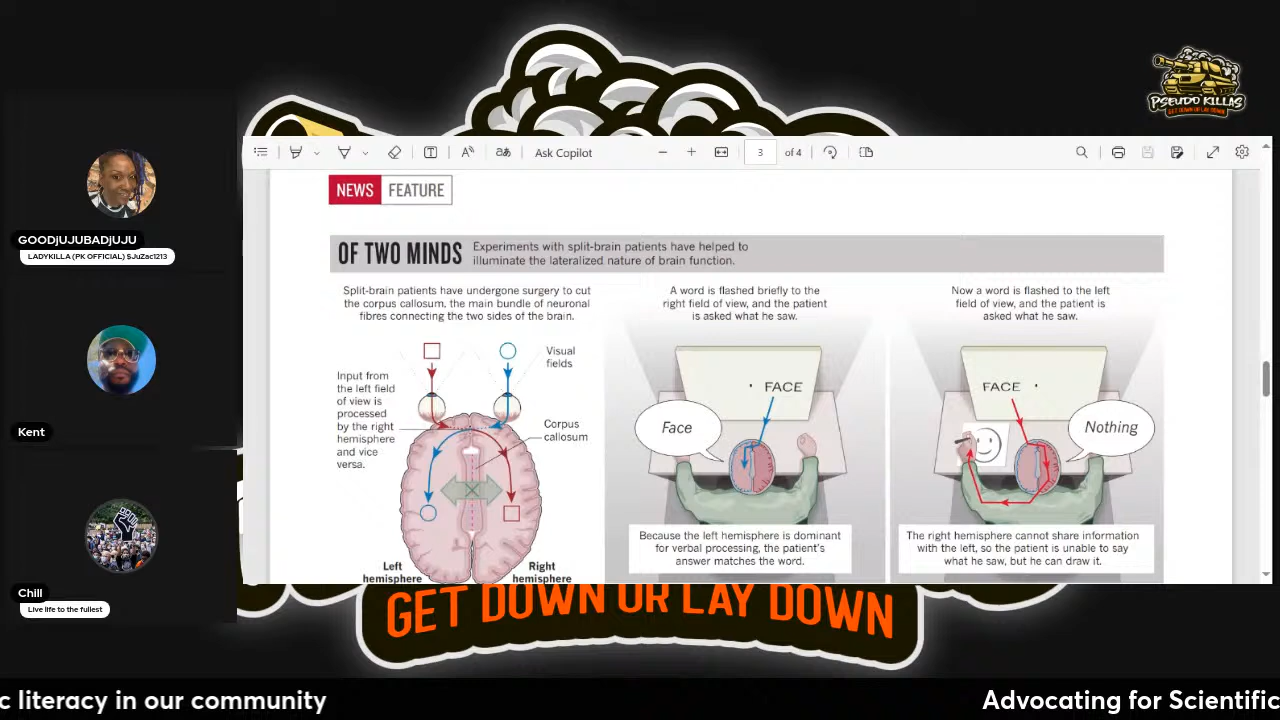 PSEUDO KILLAS
GET DOWN OR LAY DOWN
Ask Copilot
3
of 4
NEWS FEATURE
OF TWO MINDS
Experiments with split-brain patients have helped to
illuminate the lateralized nature of brain function.
Split-brain patients have undergone surgery to cut
the corpus callosum, the main bundle of neuronal
fibres connecting the two sides of the brain.
Visual
fields
Input from
the left field
of view is
processed
by the right
hemisphere
and vice
versa.
Corpus
callosum
Left
hemisphere
Right
hemisphere
A word is flashed briefly to the
right field of view, and the patient
is asked what he saw.
FACE
Face
Because the left hemisphere is dominant
for verbal processing, the patient's
answer matches the word.
Now a word is flashed to the left
field of view, and the patient is
asked what he saw.
FACE
Nothing
The right hemisphere cannot share information
with the left, so the patient is unable to say
what he saw, but he can draw it.
GOODjUJUBADjUJU
LADYKILLA (PK OFFICIAL) $JuZac1213
Kent
Chill
Live life to the fullest
GET DOWN OR LAY DOWN
c literacy in our community
Advocating for Scientific